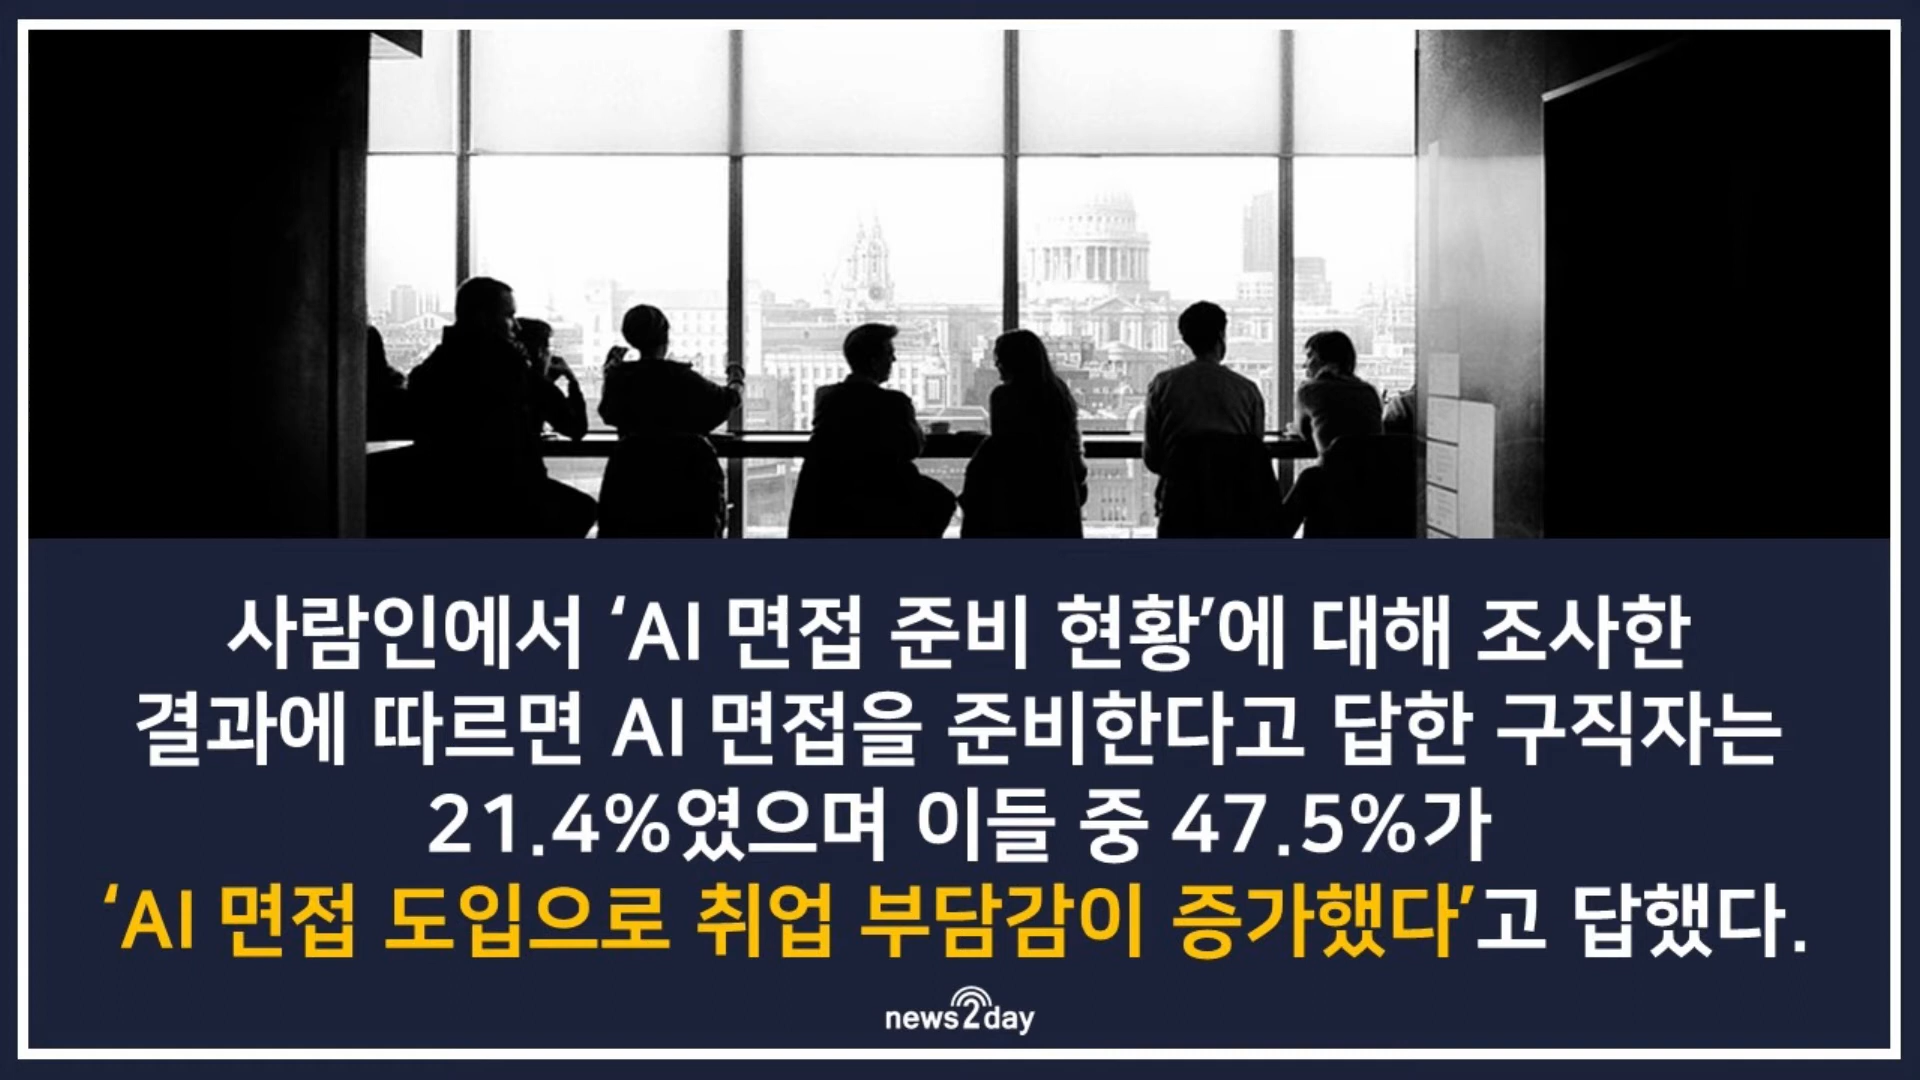 사람인에서 ‘AI 면접 준비 현황’에 대해 조사한
결과에 따르면 AI 면접을 준비한다고 답한 구직자는
21.4%였으며 이들 중 47.5%가
‘AI 면접 도입으로 취업 부담감이 증가했다’고 답했다.
news2day